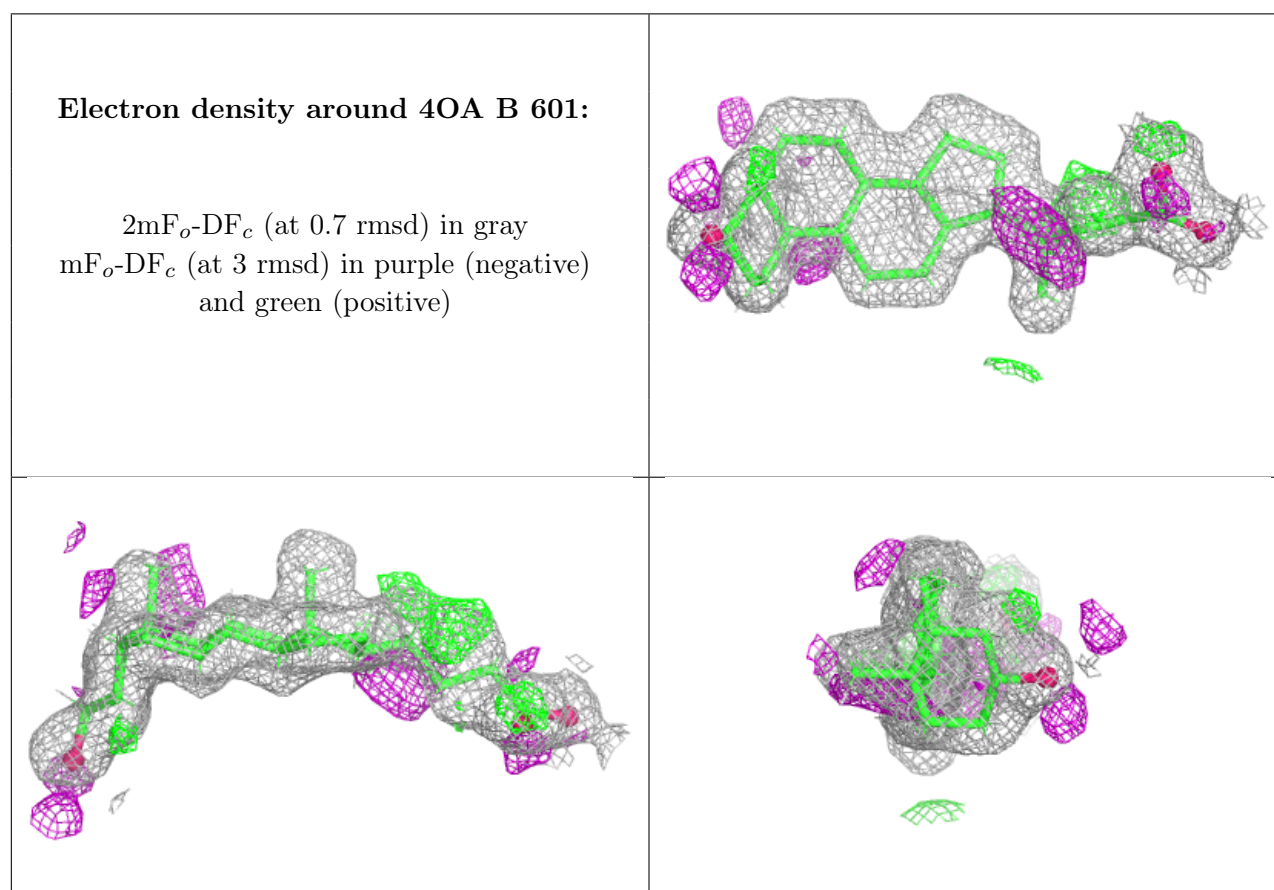 Electron density around 4OA B 601:
2mFo-DFc (at 0.7 rmsd) in gray
mFo-DFc (at 3 rmsd) in purple (negative)
and green (positive)